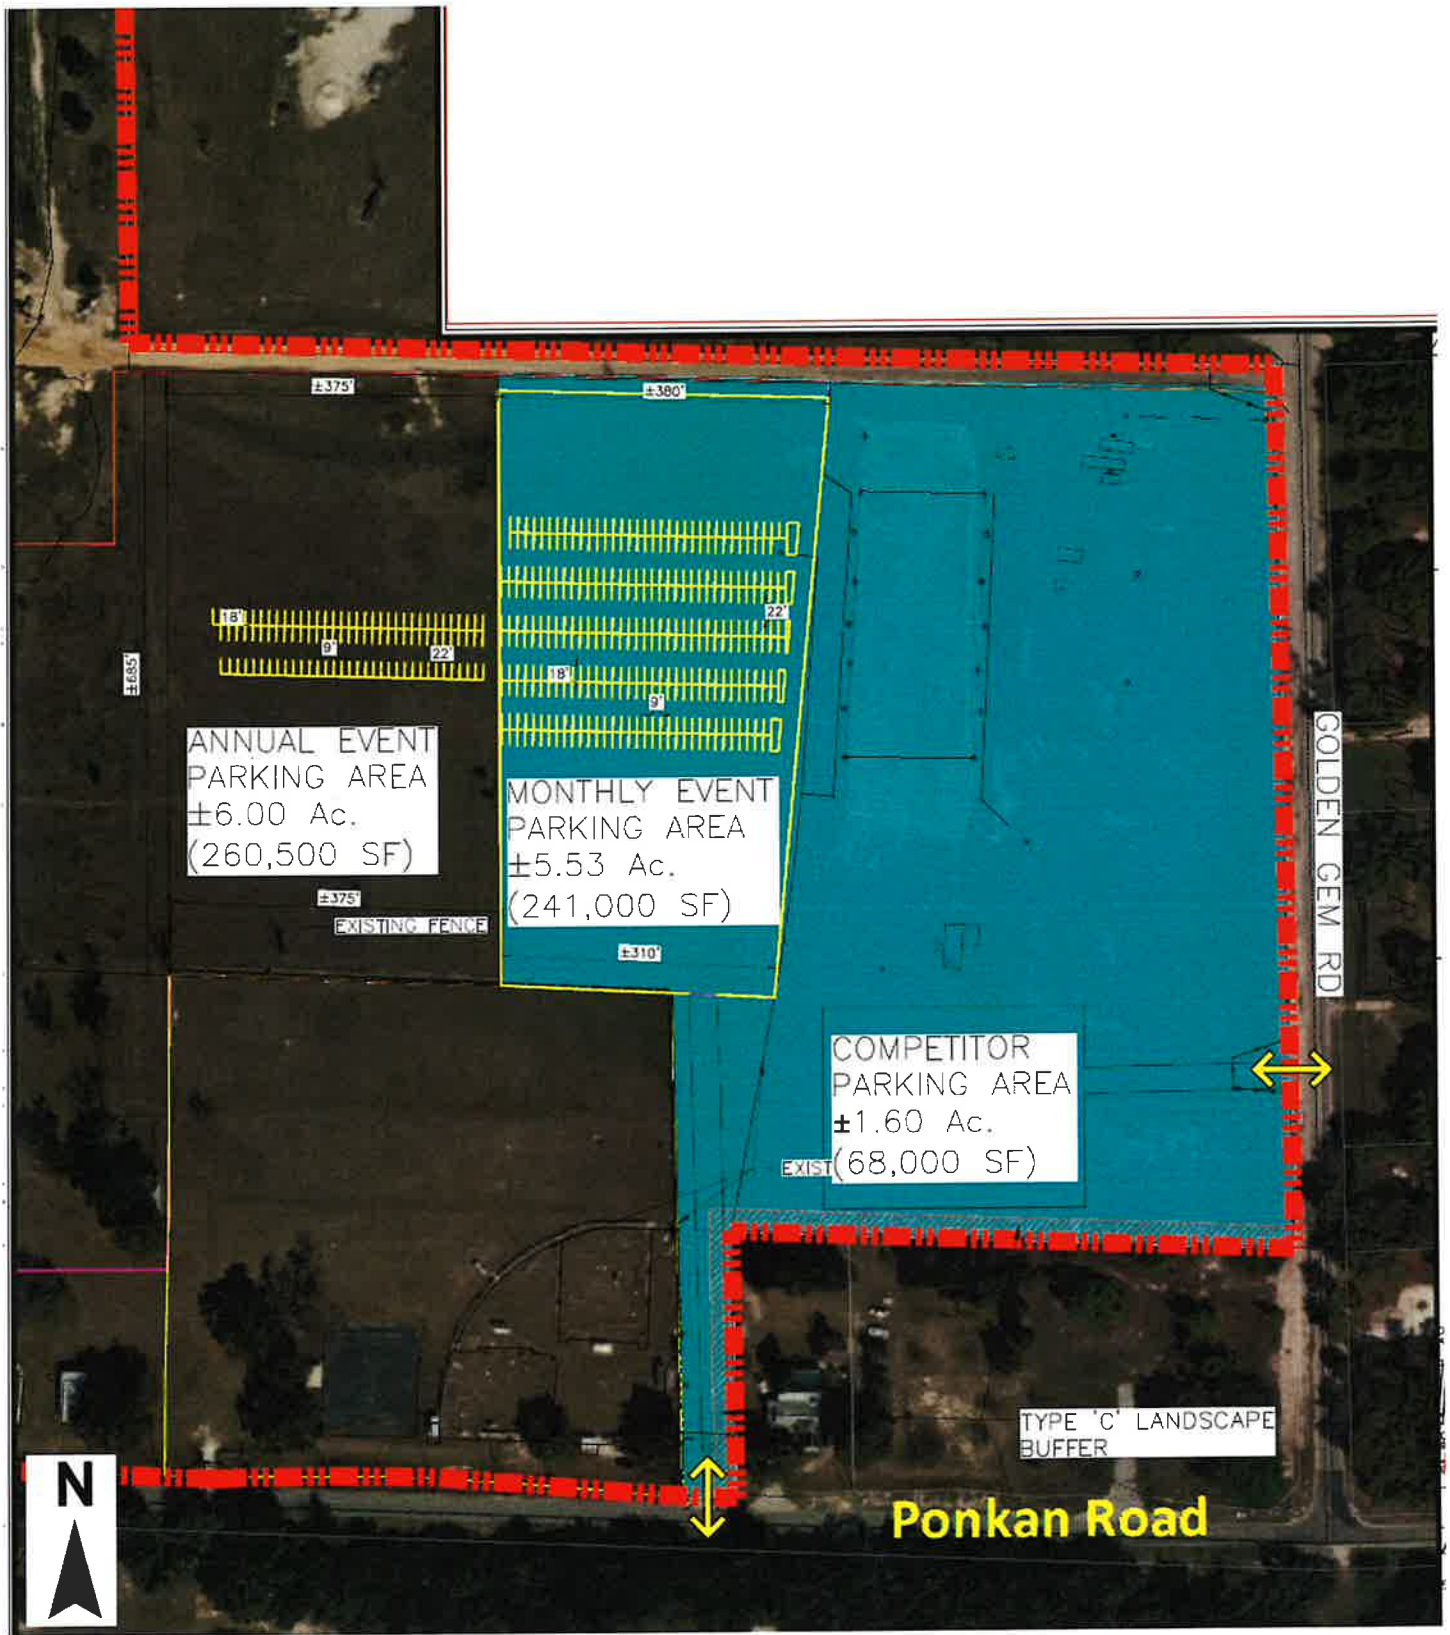 ±375'
±380'
18'
9'
22'
22'
18'
9'
±685'
ANNUAL EVENT
PARKING AREA
±6.00 Ac.
(260,500 SF)
MONTHLY EVENT
PARKING AREA
±5.53 Ac.
(241,000 SF)
GOLDEN GEM RD
±375'
EXISTING FENCE
±310'
COMPETITOR
PARKING AREA
±1.60 Ac.
(68,000 SF)
EXIST
TYPE 'C' LANDSCAPE
BUFFER
N
Ponkan Road